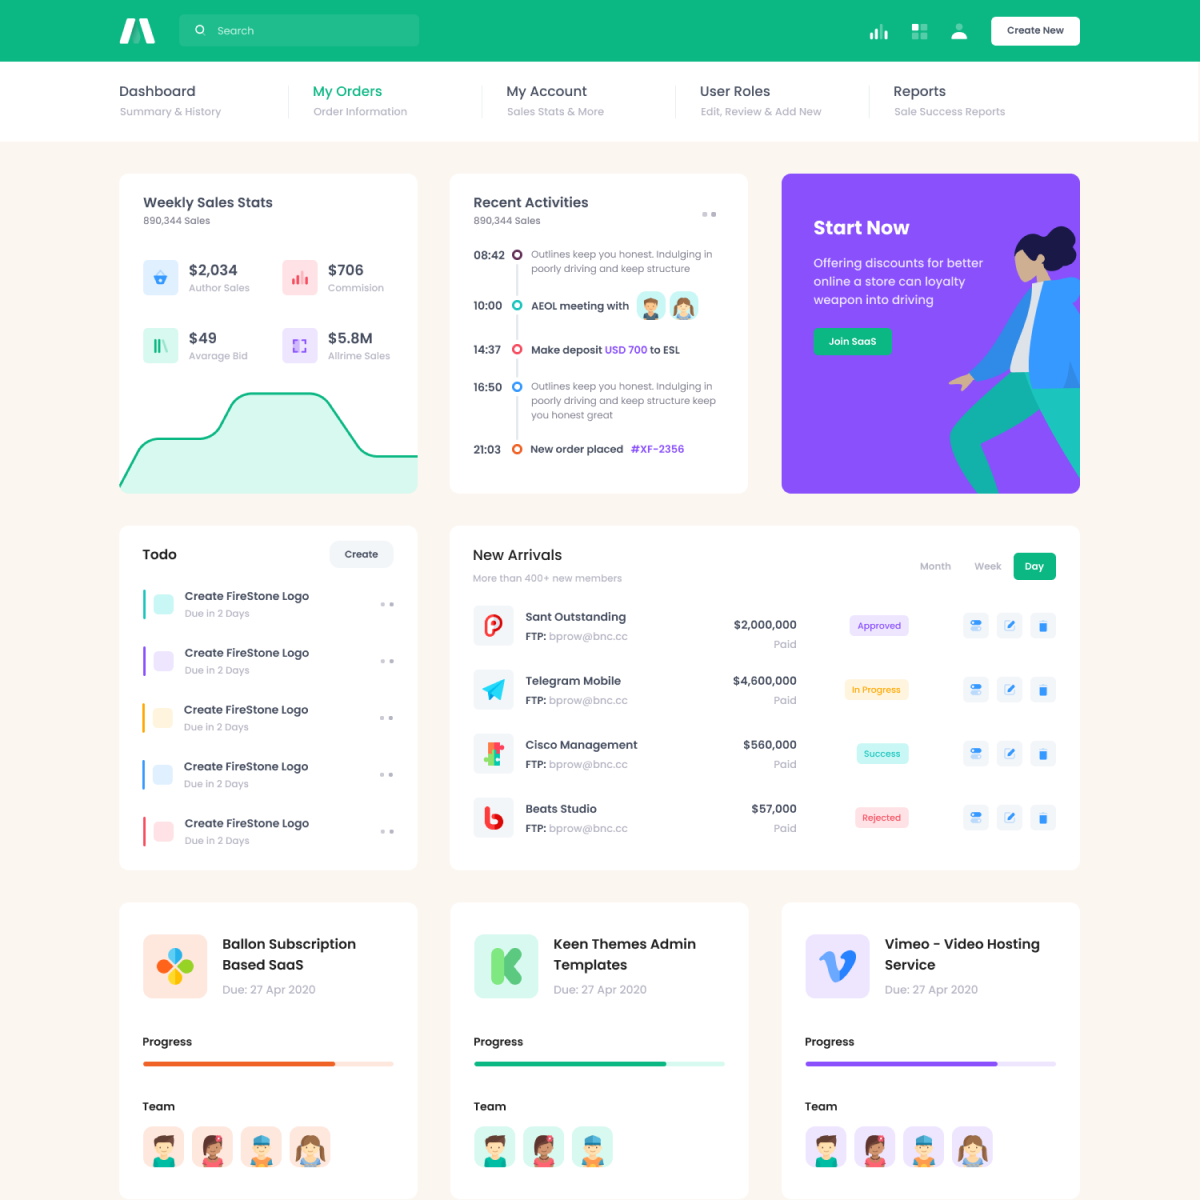 Search
Create New
Dashboard
Summary & History
My Orders
Order Information
My Account
Sales Stats & More
User Roles
Edit, Review & Add New
Reports
Sale Success Reports
Weekly Sales Stats
890,344 Sales
$2,034
Author Sales
$706
Commision
$49
Avarage Bid
$5.8M
Allrime Sales
Recent Activities
890,344 Sales
08:42
Outlines keep you honest. Indulging in
poorly driving and keep structure
10:00
AEOL meeting with
14:37
Make deposit USD 700 to ESL
16:50
Outlines keep you honest. Indulging in
poorly driving and keep structure keep
you honest great
21:03
New order placed #XF-2356
Start Now
Offering discounts for better
online a store can loyalty
weapon into driving
Join SaaS
Todo
Create
Create FireStone Logo
Due in 2 Days
Create FireStone Logo
Due in 2 Days
Create FireStone Logo
Due in 2 Days
Create FireStone Logo
Due in 2 Days
Create FireStone Logo
Due in 2 Days
New Arrivals
More than 400+ new members
Month
Week
Day
Sant Outstanding
FTP: bprow@bnc.cc
$2,000,000
Paid
Approved
Telegram Mobile
FTP: bprow@bnc.cc
$4,600,000
Paid
In Progress
Cisco Management
FTP: bprow@bnc.cc
$560,000
Paid
Success
Beats Studio
FTP: bprow@bnc.cc
$57,000
Paid
Rejected
Ballon Subscription
Based SaaS
Due: 27 Apr 2020
Progress
Team
Keen Themes Admin
Templates
Due: 27 Apr 2020
Progress
Team
Vimeo - Video Hosting
Service
Due: 27 Apr 2020
Progress
Team